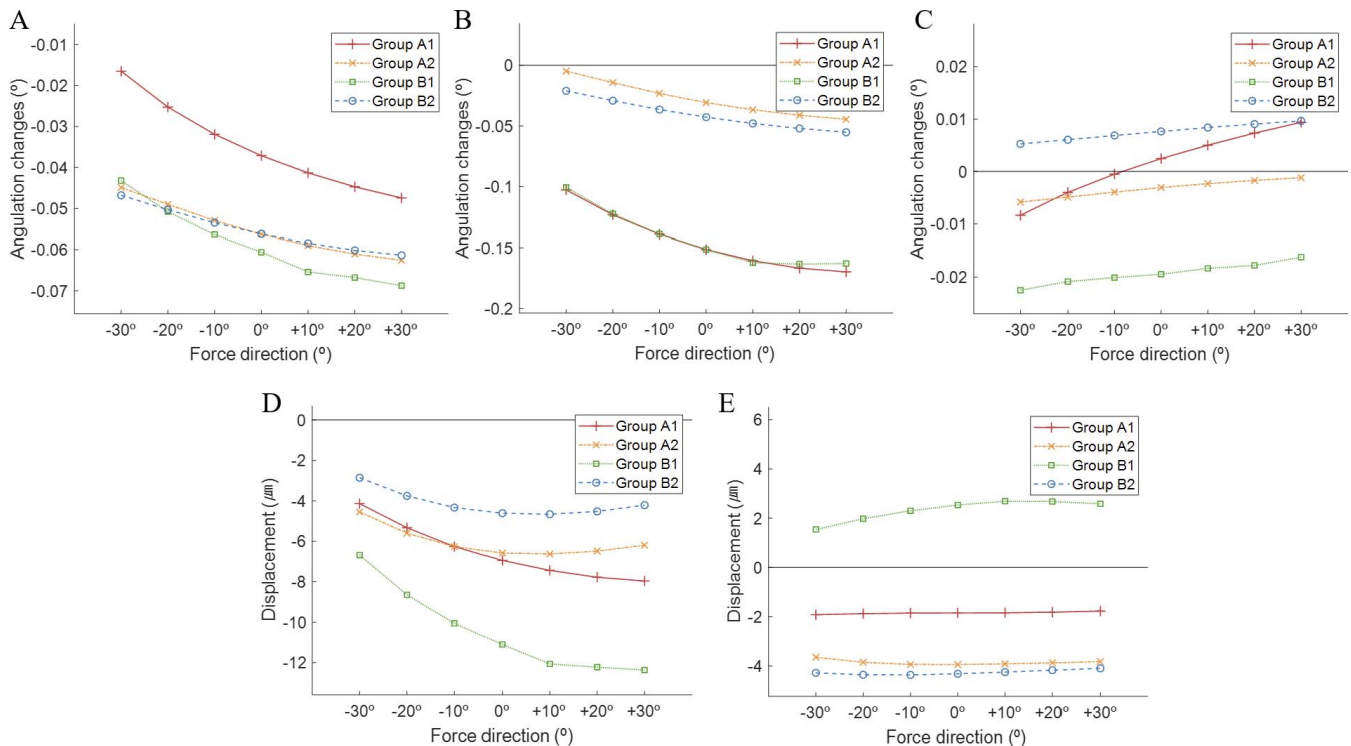 A
-0.01
-0.02
-0.03
-0.04
-0.05
-0.06
-0.07
Angulation changes (º)
Group A1
Group A2
Group B1
Group B2
-30º -20º -10º 0º +10º +20º +30º
Force direction (º)
B
0
-0.05
-0.1
-0.15
-0.2
Angulation changes (º)
Group A1
Group A2
Group B1
Group B2
-30º -20º -10º 0º +10º +20º +30º
Force direction (º)
C
0.02
0.01
0
-0.01
-0.02
Angulation changes (º)
Group A1
Group A2
Group B1
Group B2
-30º -20º -10º 0º +10º +20º +30º
Force direction (º)
D
0
-2
-4
-6
-8
-10
-12
Displacement (㎛)
Group A1
Group A2
Group B1
Group B2
-30º -20º -10º 0º +10º +20º +30º
Force direction (º)
E
6
4
2
0
-2
-4
Displacement (㎛)
Group A1
Group A2
Group B1
Group B2
-30º -20º -10º 0º +10º +20º +30º
Force direction (º)